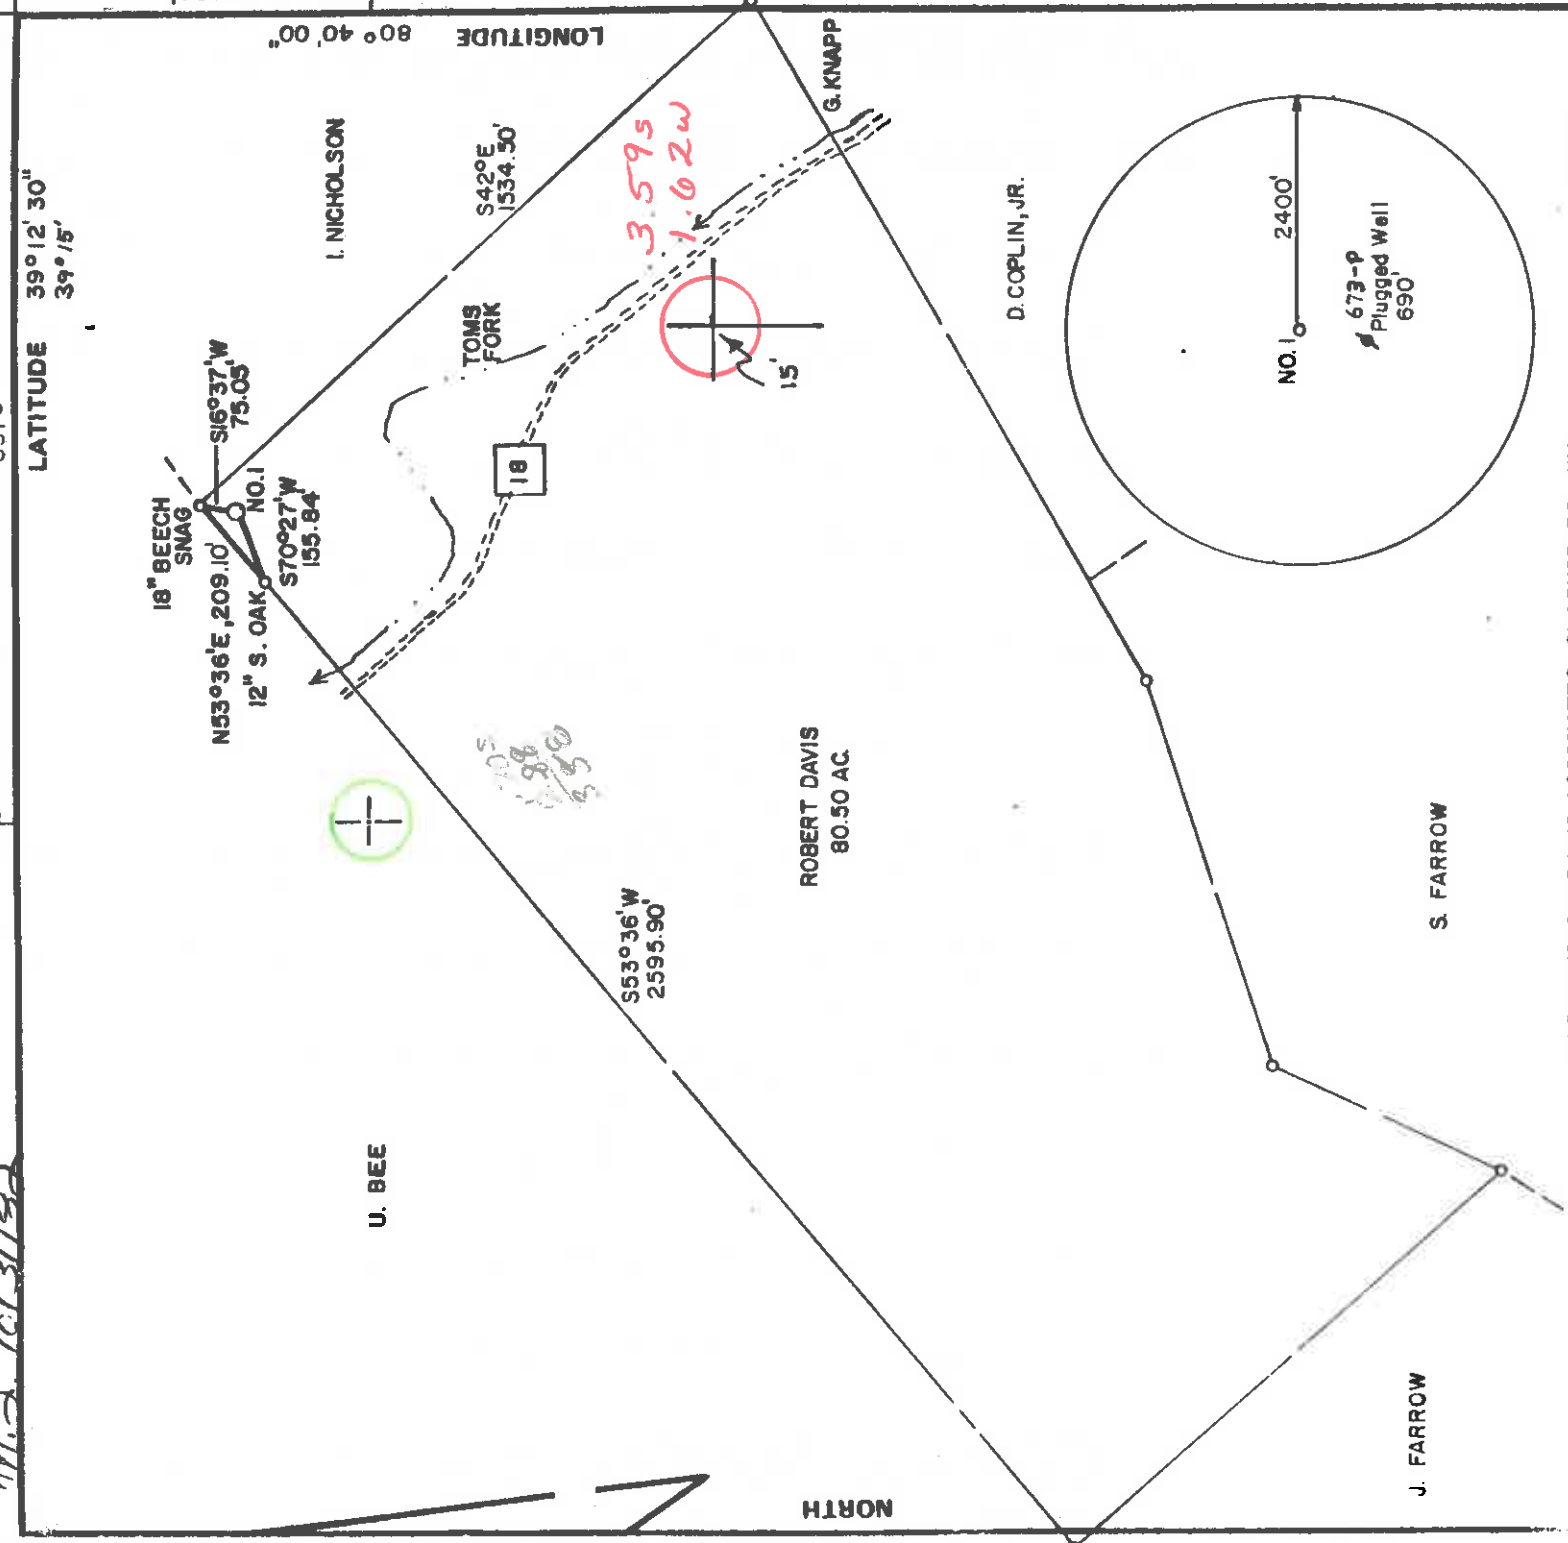 LATITUDE 39°12'30"
39°15'
LONGITUDE 80°40'00"
I. NICHOLSON
S42°E
1534.50'
G. KNAPP
3.59s
1.62w
TOMS
FORK
18" BEECH
SNAG
S16°37'W
75.05'
NO.1
N53°36'E, 209.10'
12" S. OAK
S70°27'W
155.84'
18
15'
D. COPLIN, JR.
2400'
NO. 1
673-P
Plugged Well
690'
ROBERT DAVIS
80.50 AC.
S53°36'W
2595.90'
U. BEE
S. FARROW
J. FARROW
NORTH